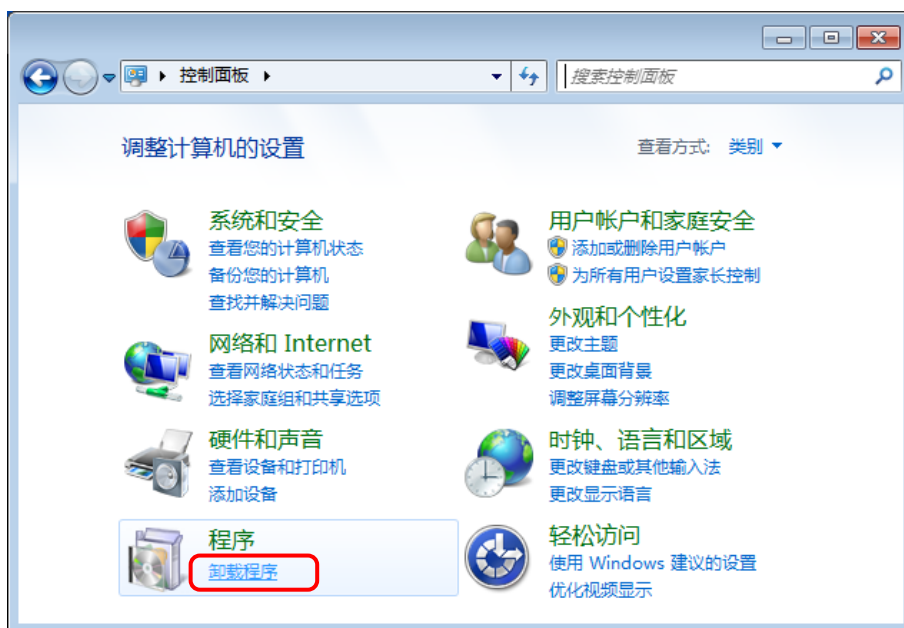 控制面板
搜索控制面板
调整计算机的设置
查看方式: 类别
系统和安全
查看您的计算机状态
备份您的计算机
查找并解决问题
网络和 Internet
查看网络状态和任务
选择家庭组和共享选项
硬件和声音
查看设备和打印机
添加设备
程序
卸载程序
用户帐户和家庭安全
添加或删除用户帐户
为所有用户设置家长控制
外观和个性化
更改主题
更改桌面背景
调整屏幕分辨率
时钟、语言和区域
更改键盘或其他输入法
更改显示语言
轻松访问
使用 Windows 建议的设置
优化视频显示